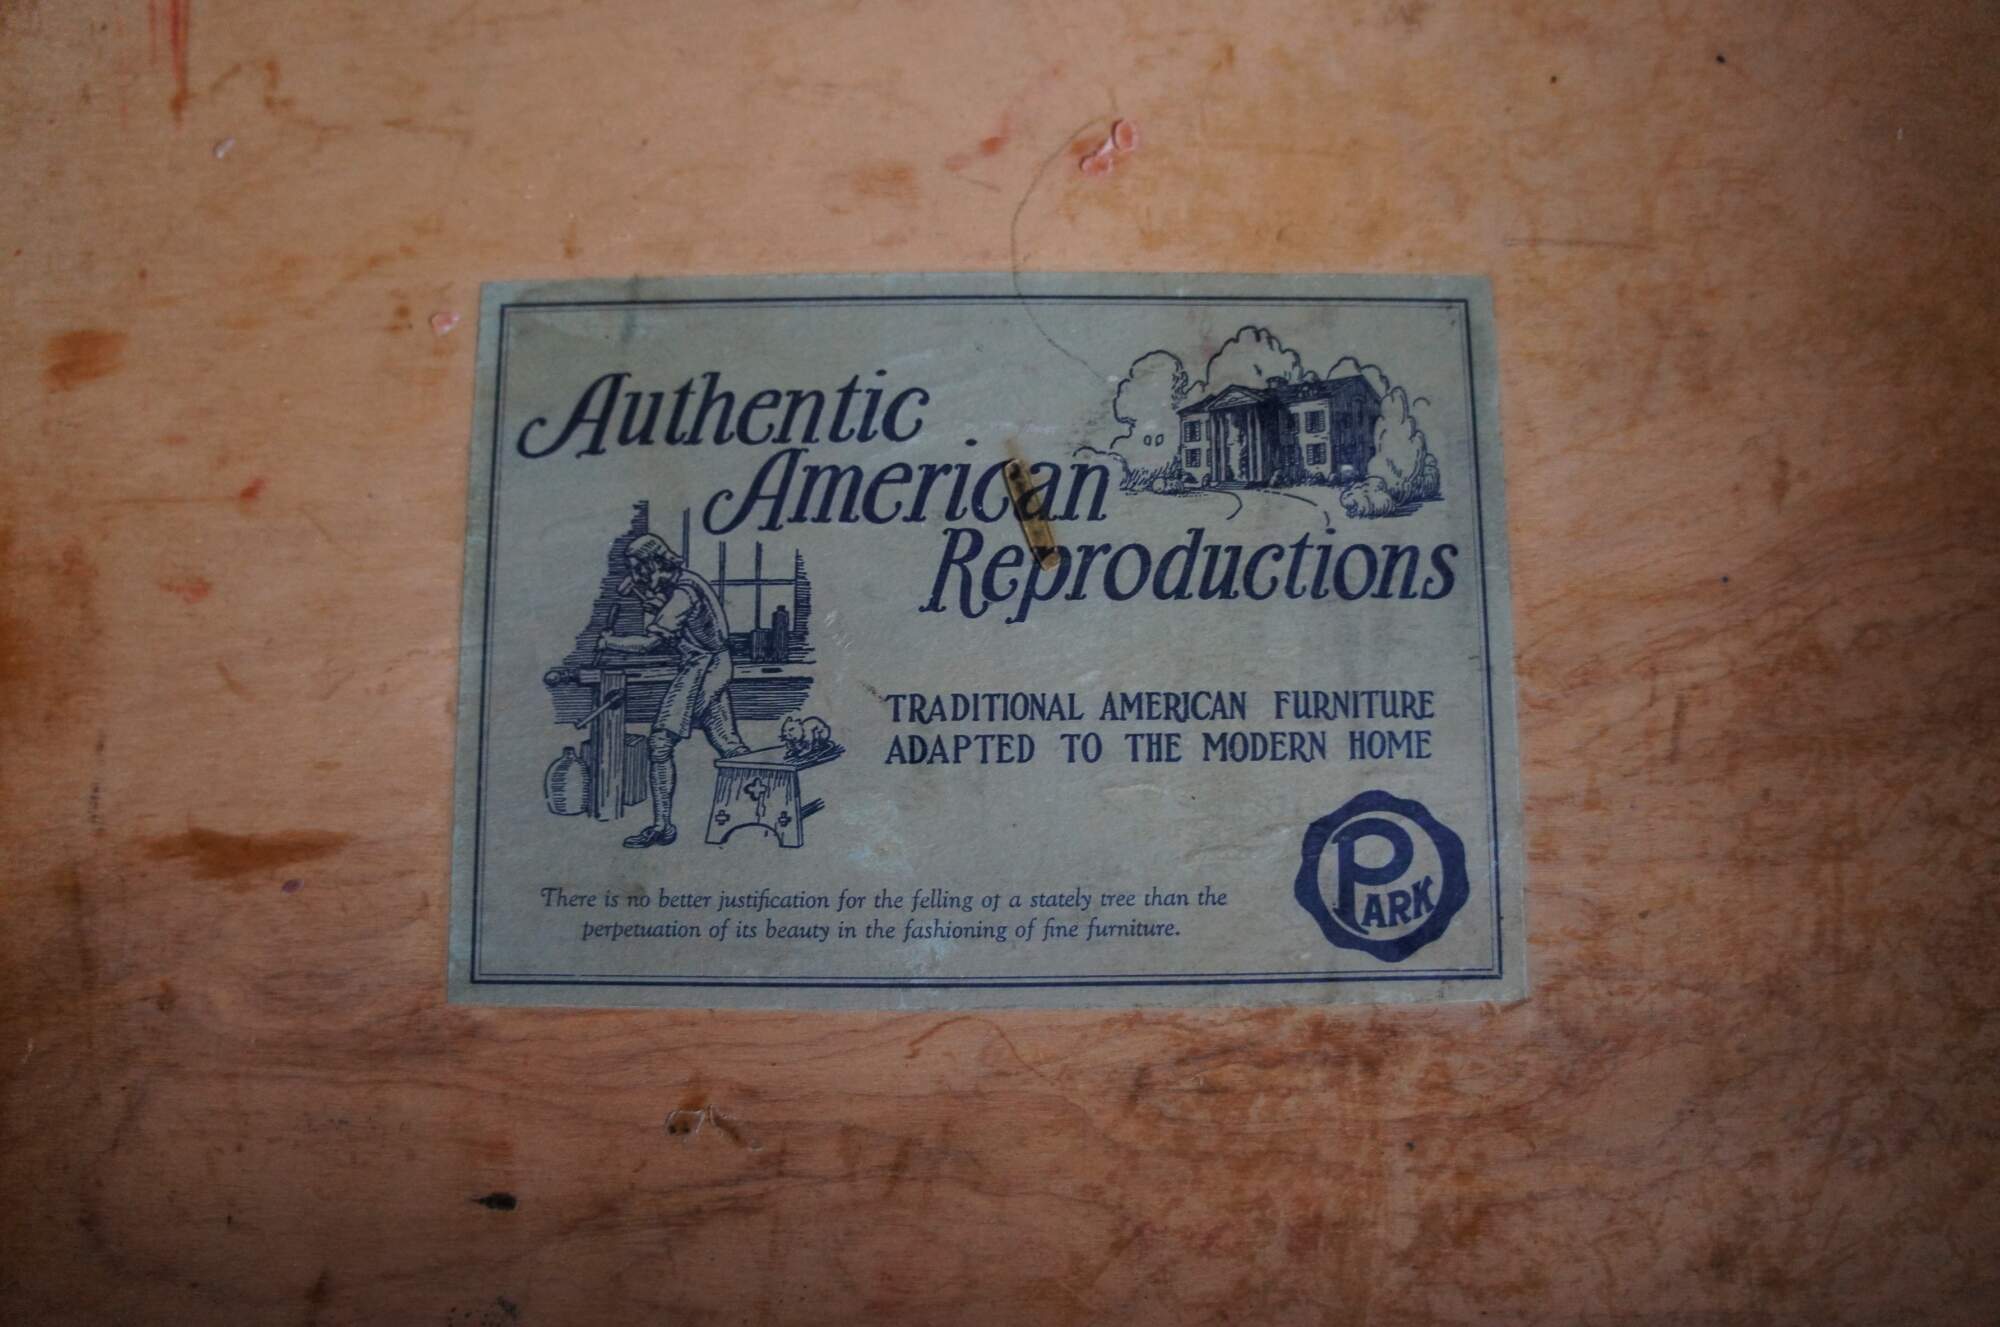 Authentic
American
Reproductions
TRADITIONAL AMERICAN FURNITURE
ADAPTED TO THE MODERN HOME
There is no better justification for the felling of a stately tree than the
perpetuation of its beauty in the fashioning of fine furniture.
PARK